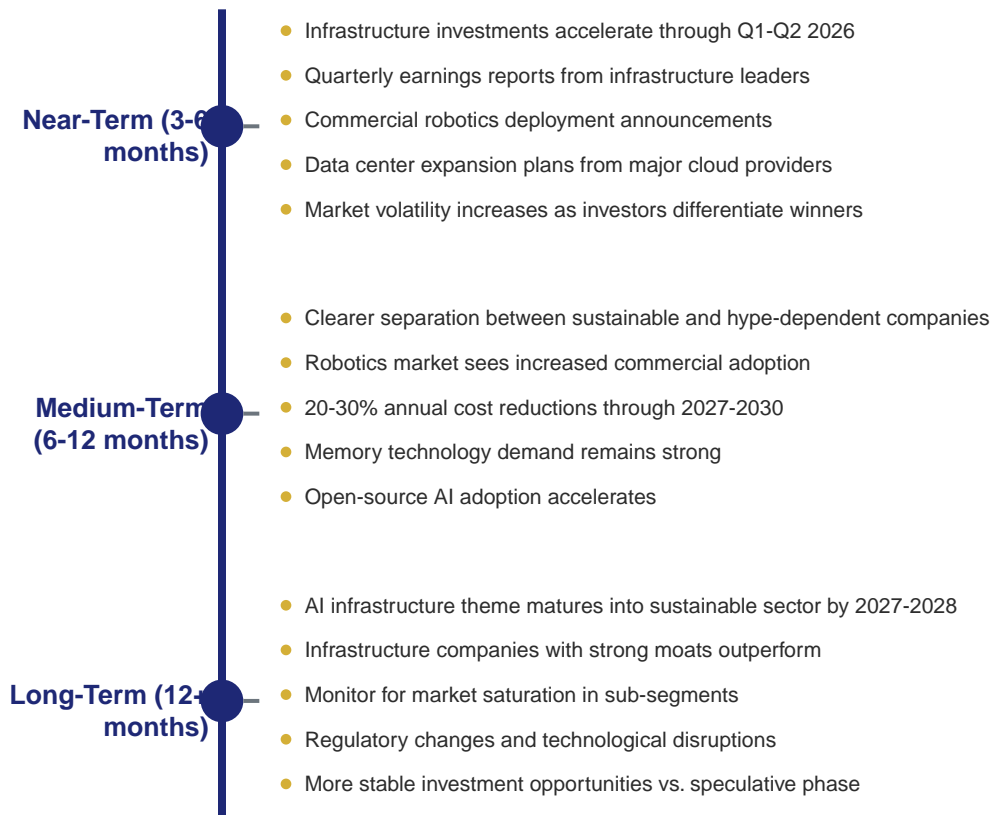 Near-Term (3-6
months)
Infrastructure investments accelerate through Q1-Q2 2026
Quarterly earnings reports from infrastructure leaders
Commercial robotics deployment announcements
Data center expansion plans from major cloud providers
Market volatility increases as investors differentiate winners
Medium-Term
(6-12 months)
Clearer separation between sustainable and hype-dependent companies
Robotics market sees increased commercial adoption
20-30% annual cost reductions through 2027-2030
Memory technology demand remains strong
Open-source AI adoption accelerates
Long-Term (12+
months)
AI infrastructure theme matures into sustainable sector by 2027-2028
Infrastructure companies with strong moats outperform
Monitor for market saturation in sub-segments
Regulatory changes and technological disruptions
More stable investment opportunities vs. speculative phase